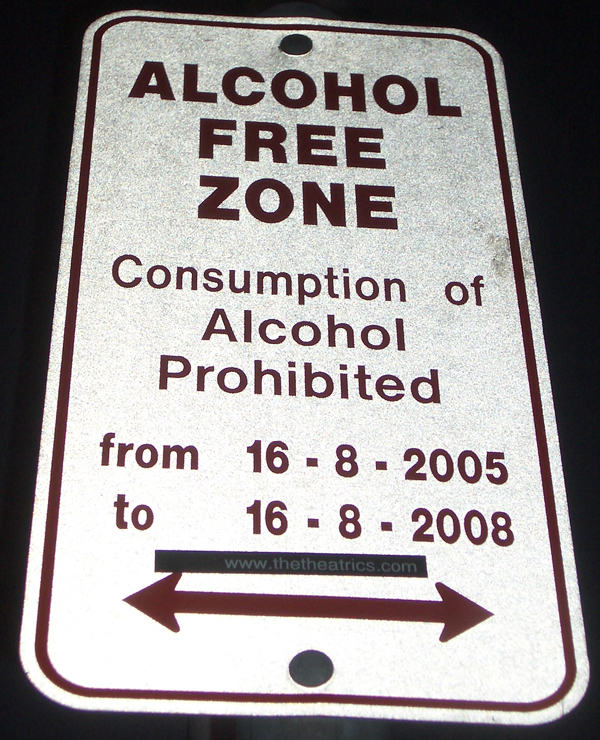 ALCOHOL
FREE
ZONE
Consumption of
Alcohol
Prohibited
from 16 - 8 - 2005
to 16 - 8 - 2008
www.thetheatrics.com